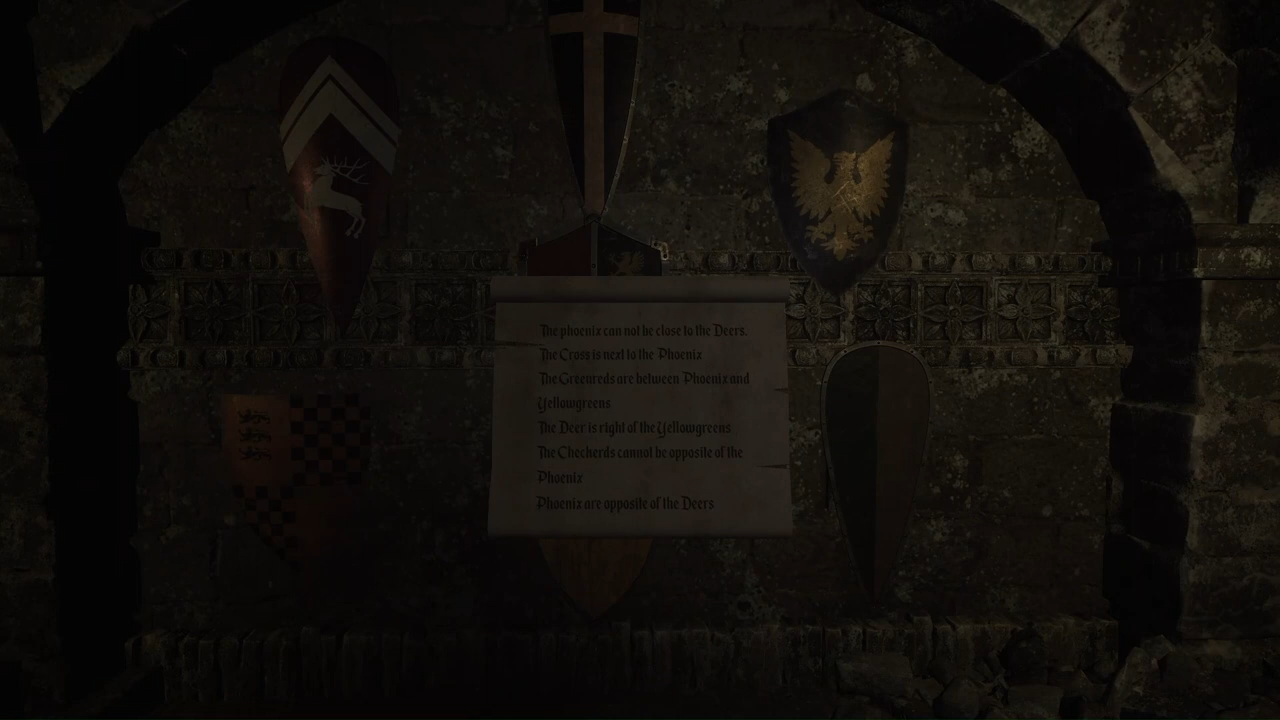 The phoenix can not be close to the Deers.
The Cross is next to the Phoenix
The Greenreds are between Phoenix and
Yellowgreens
The Deer is right of the Yellowgreens
The Checherds cannot be opposite of the
Phoenix
Phoenix are opposite of the Deers